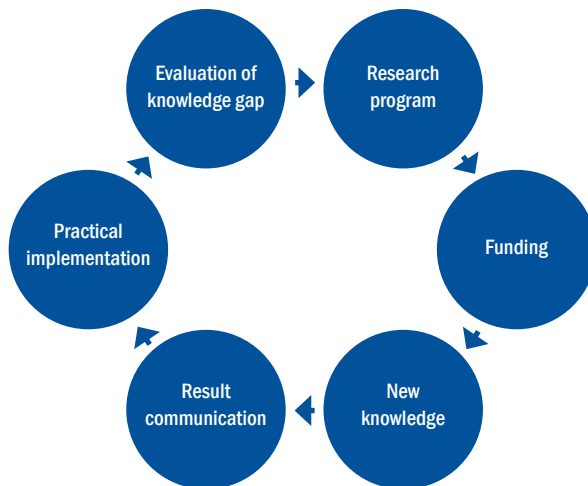 Evaluation of
knowledge gap
Research
program
Funding
New
knowledge
Result
communication
Practical
implementation